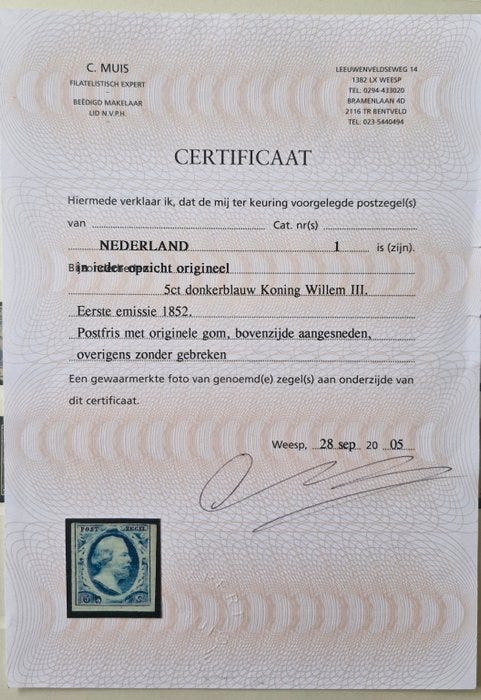 C. MUIS
FILATELISTISCH EXPERT
BEËDIGD MAKELAAR
LID N.V.P.H.
LEEUWENVELDSEWEG 14
1382 LX WEESP
TEL: 0294-433020
BRAMENLAAN 4D
2116 TR BENTVELD
TEL: 023-5440494
CERTIFICAAT
Hiermede verklaar ik, dat de mij ter keuring voorgelegde postzegel(s)
van Cat. nr(s)
NEDERLAND 1 is (zijn).
in ieder opzicht origineel
5ct donkerblauw Koning Willem III.
Eerste emissie 1852.
Postfris met originele gom, bovenzijde aangesneden,
overigens zonder gebreken
Een gewaarmerkte foto van genoemd(e) zegel(s) aan onderzijde van
dit certificaat.
Weesp, 28 sep 20 05
POST ZEGEL